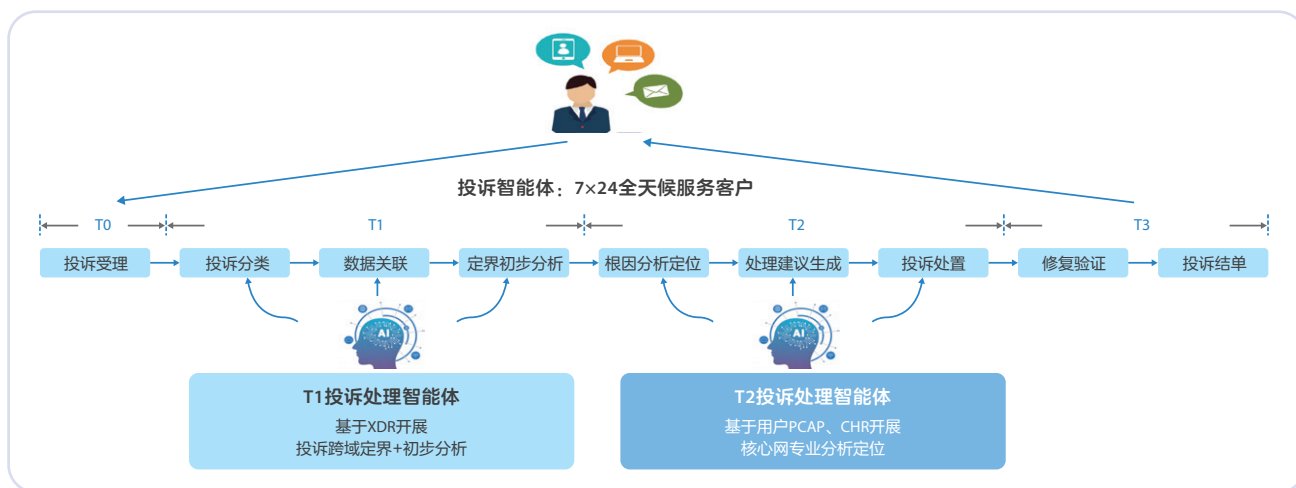 投诉智能体：7×24全天候服务客户
T0
T1
T2
T3
投诉受理
投诉分类
数据关联
定界初步分析
根因分析定位
处理建议生成
投诉处置
修复验证
投诉结单
AI
AI
T1投诉处理智能体
基于XDR开展
投诉跨域定界+初步分析
T2投诉处理智能体
基于用户PCAP、CHR开展
核心网专业分析定位